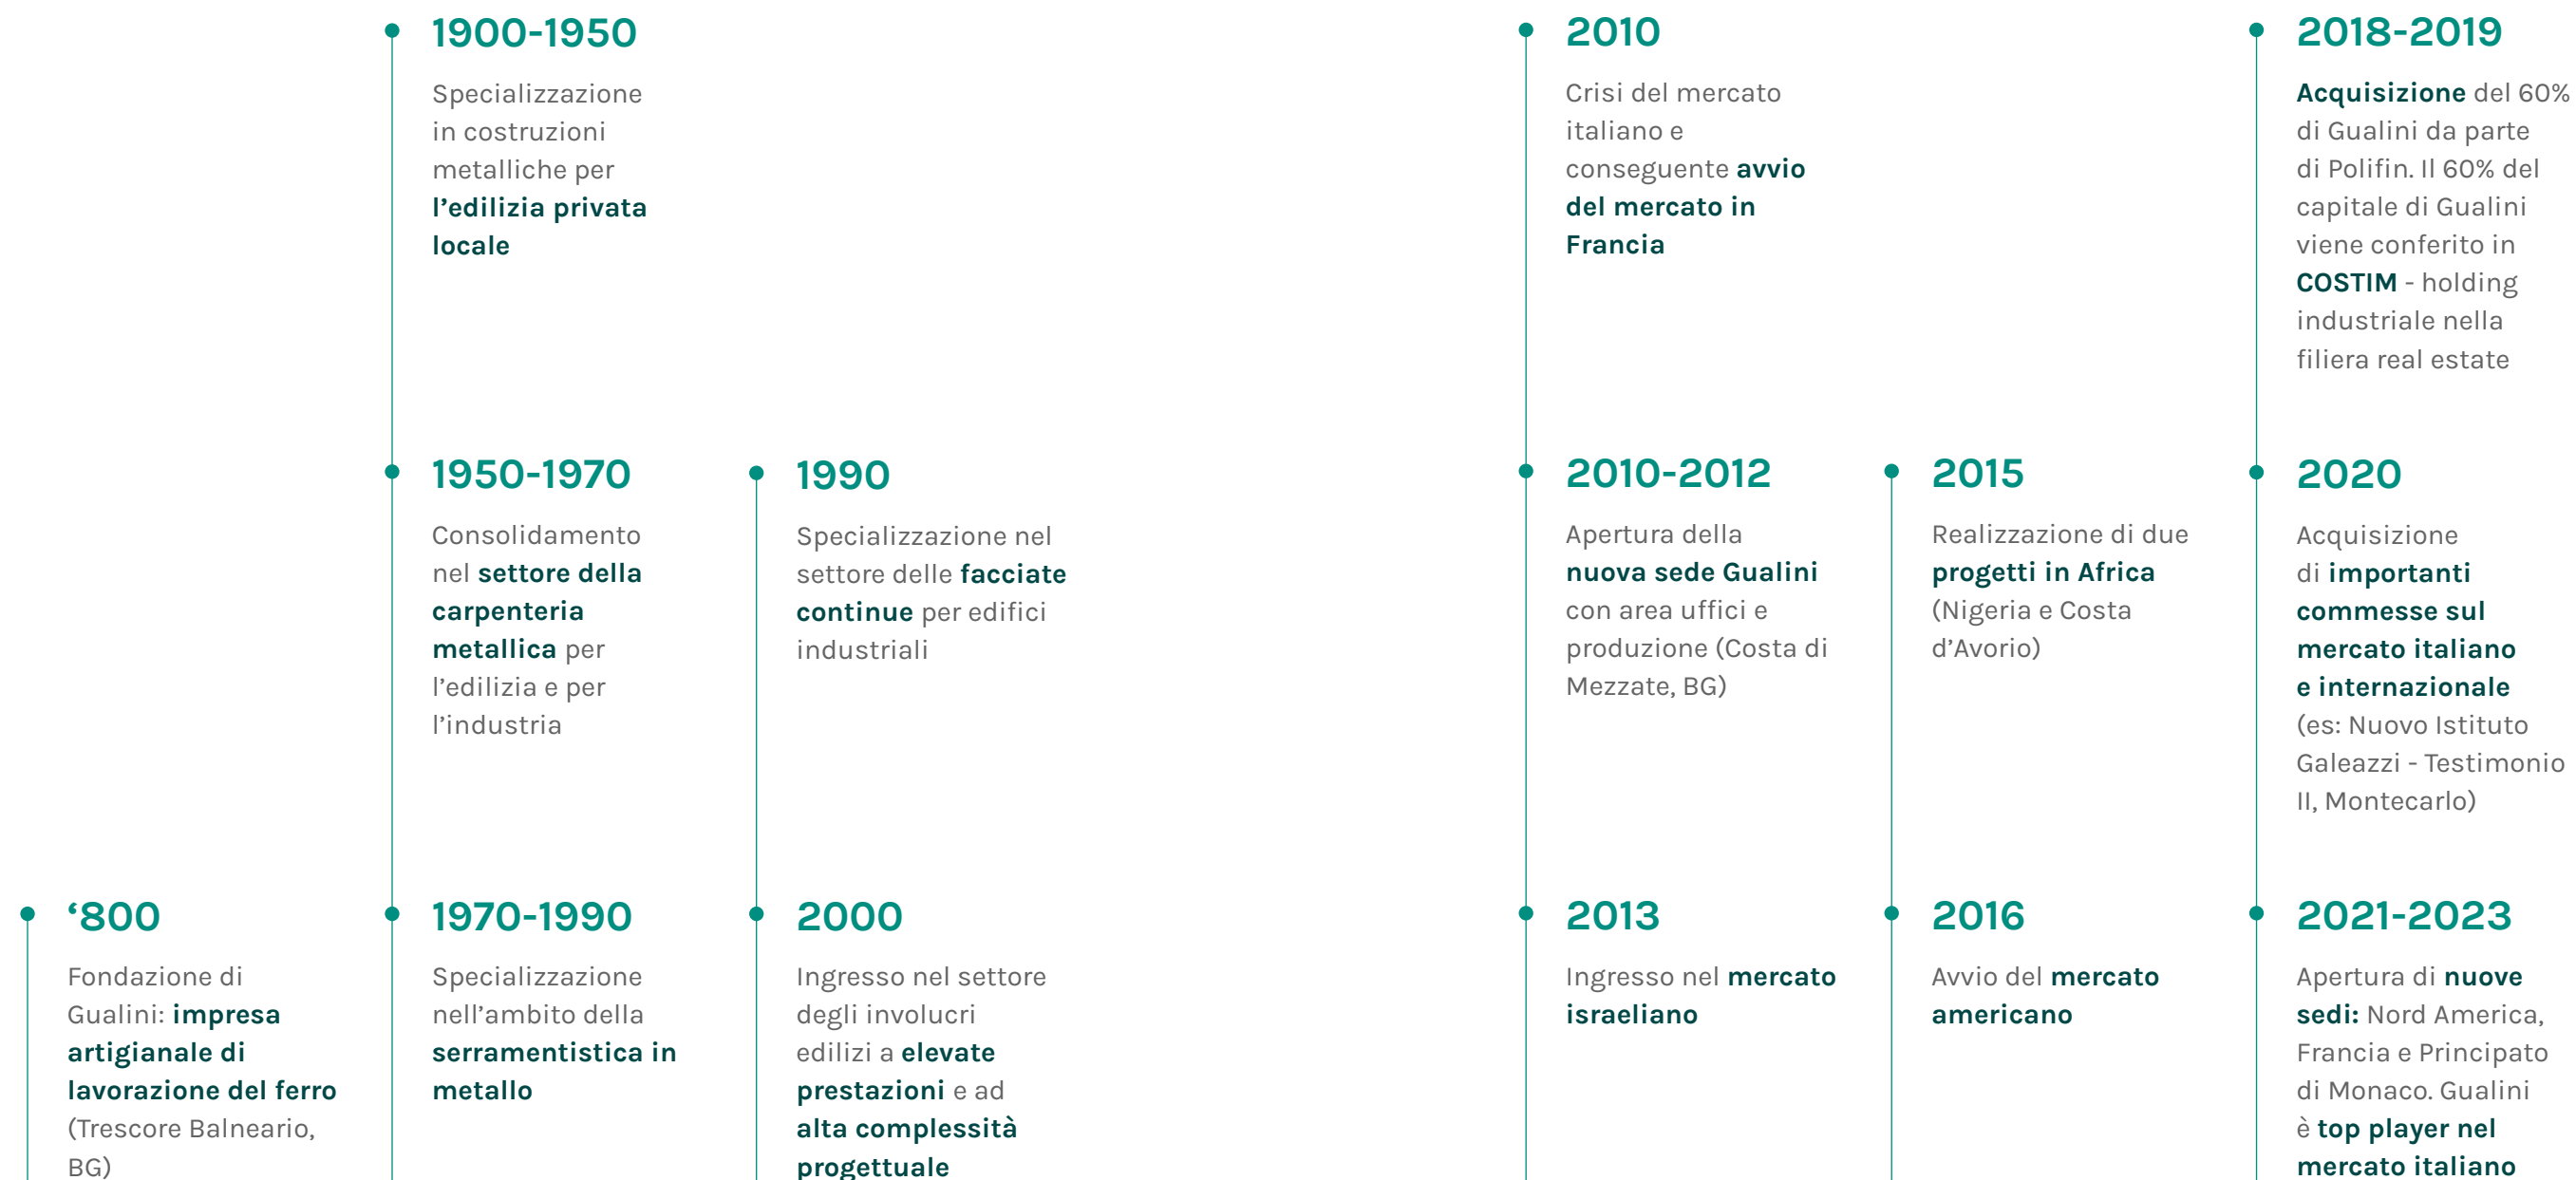 ‘800
Fondazione di
Gualini: impresa
artigianale di
lavorazione del ferro
(Trescore Balneario,
BG)
1900-1950
Specializzazione
in costruzioni
metalliche per
l’edilizia privata
locale
1950-1970
Consolidamento
nel settore della
carpenteria
metallica per
l’edilizia e per
l’industria
1970-1990
Specializzazione
nell’ambito della
serramentistica in
metallo
1990
Specializzazione nel
settore delle facciate
continue per edifici
industriali
2000
Ingresso nel settore
degli involucri
edilizi a elevate
prestazioni e ad
alta complessità
progettuale
2010
Crisi del mercato
italiano e
conseguente avvio
del mercato in
Francia
2010-2012
Apertura della
nuova sede Gualini
con area uffici e
produzione (Costa di
Mezzate, BG)
2013
Ingresso nel mercato
israeliano
2015
Realizzazione di due
progetti in Africa
(Nigeria e Costa
d’Avorio)
2016
Avvio del mercato
americano
2018-2019
Acquisizione del 60%
di Gualini da parte
di Polifin. Il 60% del
capitale di Gualini
viene conferito in
COSTIM - holding
industriale nella
filiera real estate
2020
Acquisizione
di importanti
commesse sul
mercato italiano
e internazionale
(es: Nuovo Istituto
Galeazzi - Testimonio
II, Montecarlo)
2021-2023
Apertura di nuove
sedi: Nord America,
Francia e Principato
di Monaco. Gualini
è top player nel
mercato italiano